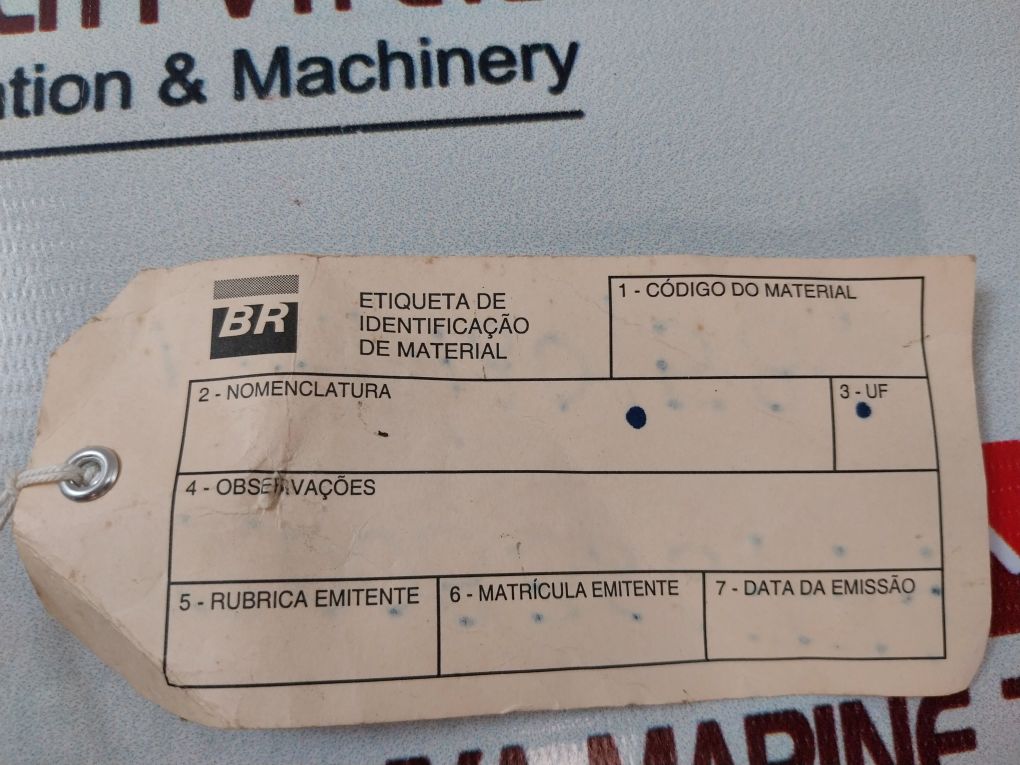 & Machinery
BR
ETIQUETA DE
IDENTIFICAÇÃO
DE MATERIAL
1 - CÓDIGO DO MATERIAL
2 - NOMENCLATURA
3 - UF
4 - OBSERVAÇÕES
5 - RUBRICA EMITENTE
6 - MATRÍCULA EMITENTE
7 - DATA DA EMISSÃO
MARINE